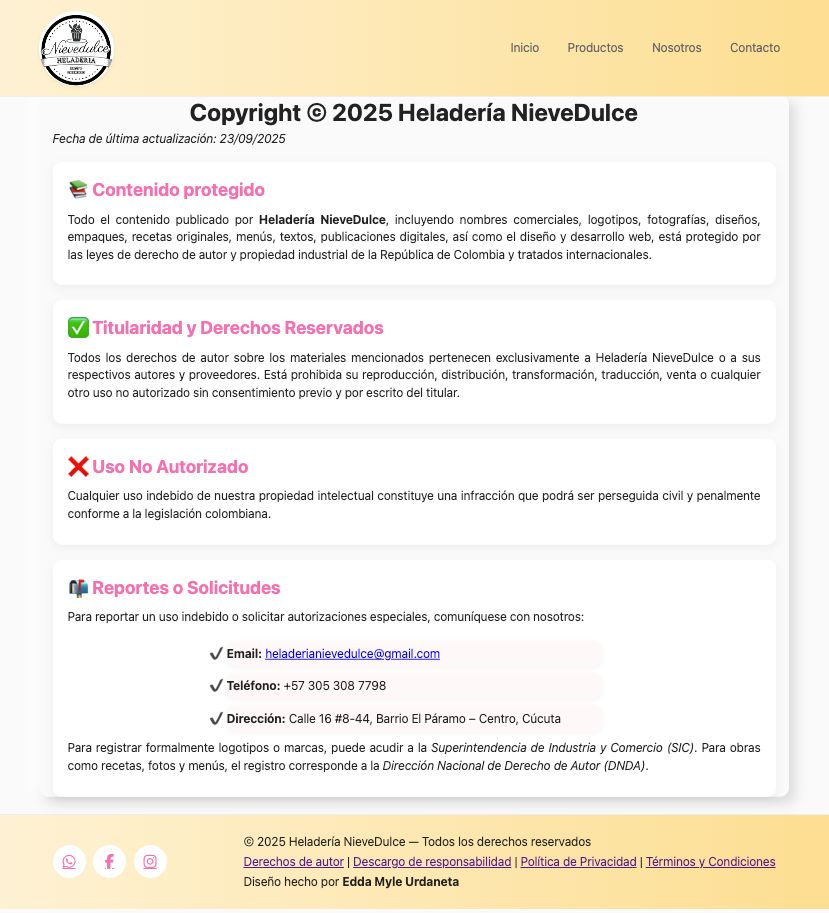 Nievedulce
HELADERIA
Inicio Productos Nosotros Contacto
Copyright © 2025 Heladería NieveDulce
Fecha de última actualización: 23/09/2025
📚 Contenido protegido
Todo el contenido publicado por Heladería NieveDulce, incluyendo nombres comerciales, logotipos, fotografías, diseños,
empaques, recetas originales, menús, textos, publicaciones digitales, así como el diseño y desarrollo web, está protegido por
las leyes de derecho de autor y propiedad industrial de la República de Colombia y tratados internacionales.
✅ Titularidad y Derechos Reservados
Todos los derechos de autor sobre los materiales mencionados pertenecen exclusivamente a Heladería NieveDulce o a sus
respectivos autores y proveedores. Está prohibida su reproducción, distribución, transformación, traducción, venta o cualquier
otro uso no autorizado sin consentimiento previo y por escrito del titular.
❌ Uso No Autorizado
Cualquier uso indebido de nuestra propiedad intelectual constituye una infracción que podrá ser perseguida civil y penalmente
conforme a la legislación colombiana.
📬 Reportes o Solicitudes
Para reportar un uso indebido o solicitar autorizaciones especiales, comuníquese con nosotros:
✔ Email: heladerianievedulce@gmail.com
✔ Teléfono: +57 305 308 7798
✔ Dirección: Calle 16 #8-44, Barrio El Páramo – Centro, Cúcuta
Para registrar formalmente logotipos o marcas, puede acudir a la Superintendencia de Industria y Comercio (SIC). Para obras
como recetas, fotos y menús, el registro corresponde a la Dirección Nacional de Derecho de Autor (DNDA).
© 2025 Heladería NieveDulce — Todos los derechos reservados
Derechos de autor | Descargo de responsabilidad | Política de Privacidad | Términos y Condiciones
Diseño hecho por Edda Myle Urdaneta